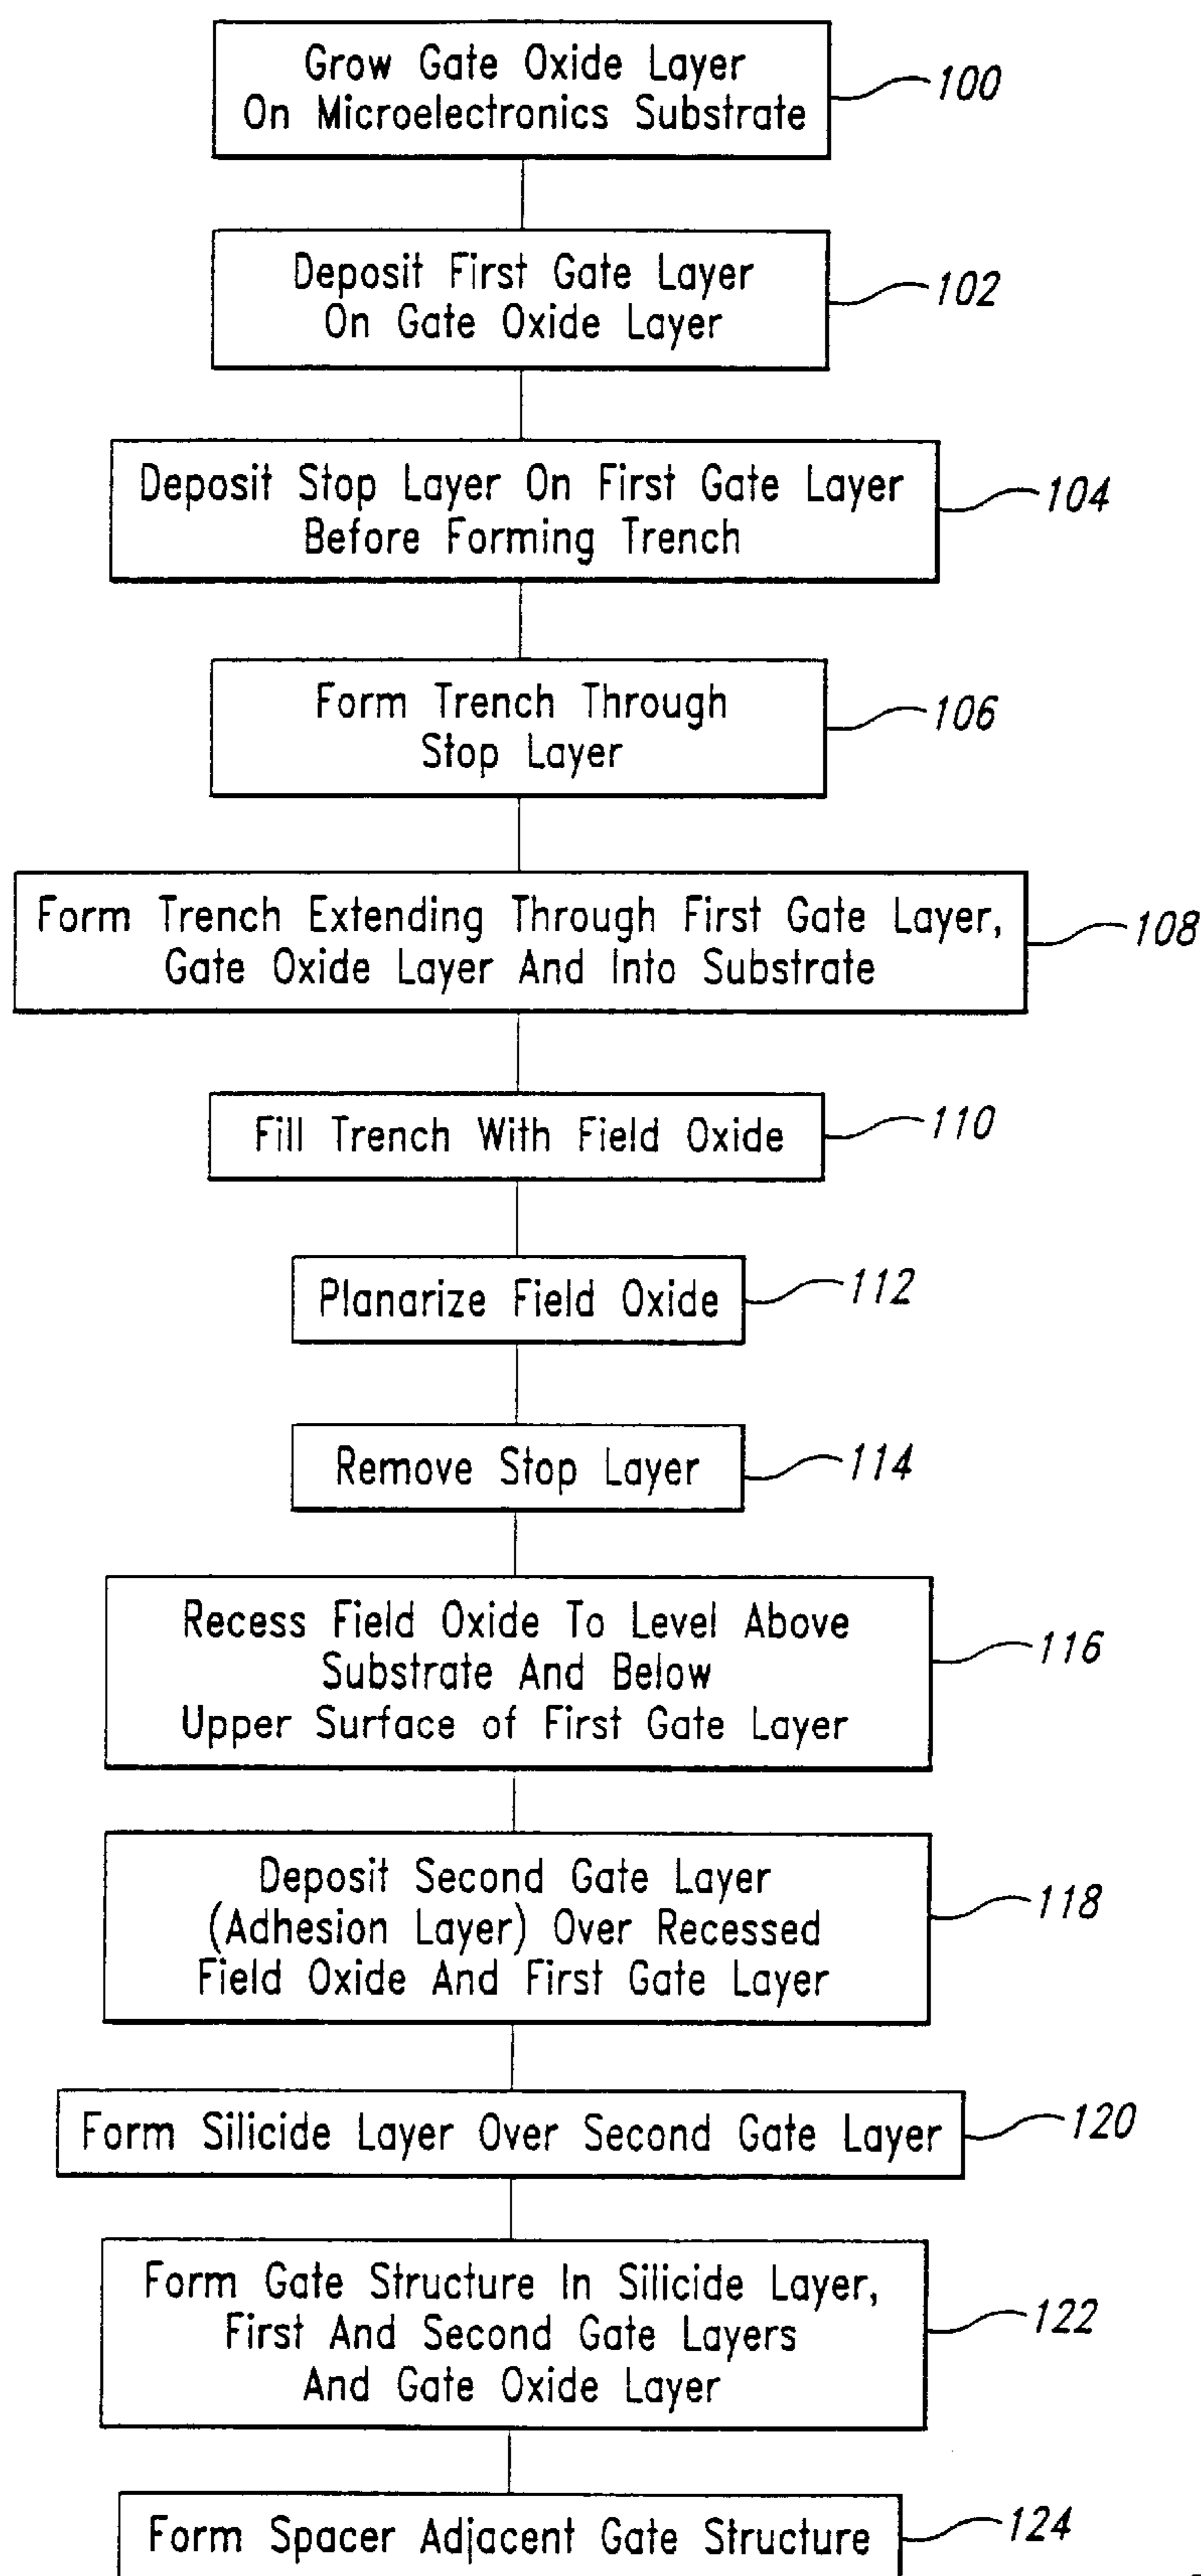 Grow Gate Oxide Layer
On Microelectronics Substrate
100
Deposit First Gate Layer
On Gate Oxide Layer
102
Deposit Stop Layer On First Gate Layer
Before Forming Trench
104
Form Trench Through
Stop Layer
106
Form Trench Extending Through First Gate Layer,
Gate Oxide Layer And Into Substrate
108
Fill Trench With Field Oxide
110
Planarize Field Oxide
112
Remove Stop Layer
114
Recess Field Oxide To Level Above
Substrate And Below
Upper Surface of First Gate Layer
116
Deposit Second Gate Layer
(Adhesion Layer) Over Recessed
Field Oxide And First Gate Layer
118
Form Silicide Layer Over Second Gate Layer
120
Form Gate Structure In Silicide Layer,
First And Second Gate Layers
And Gate Oxide Layer
122
Form Spacer Adjacent Gate Structure
124